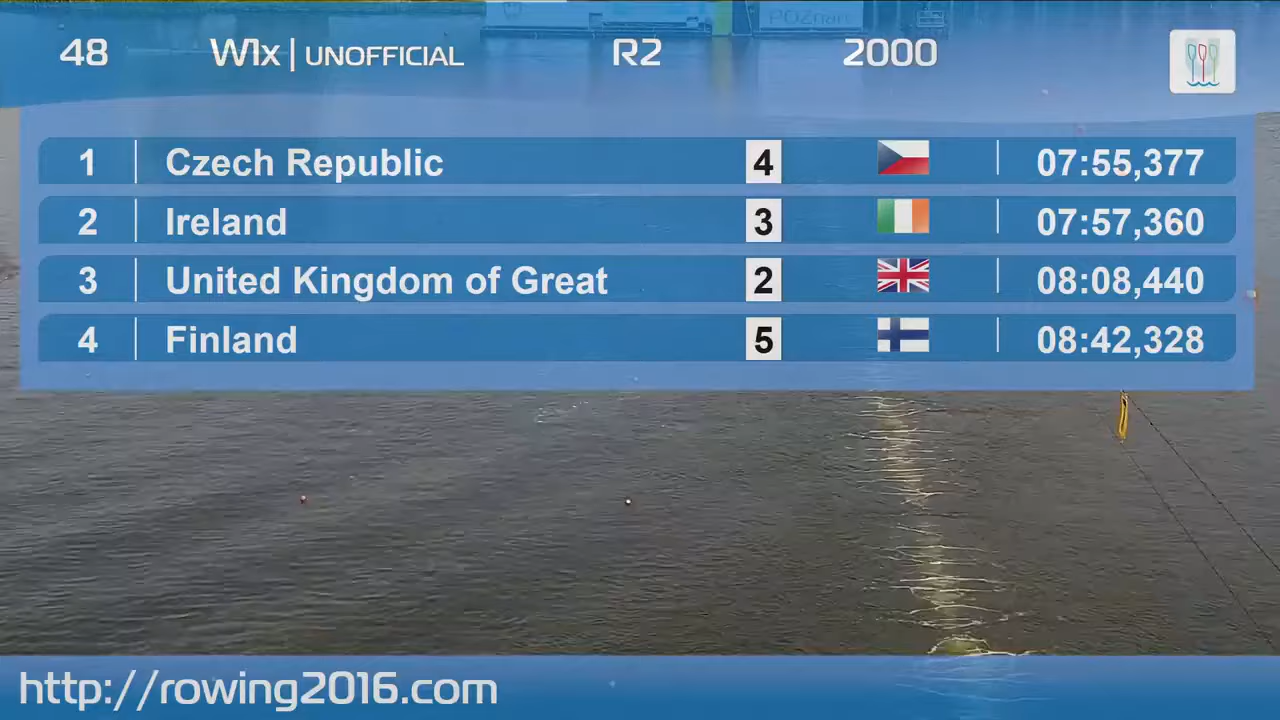 POZnań
48 W1x | UNOFFICIAL R2 2000
1 Czech Republic 4 07:55,377
2 Ireland 3 07:57,360
3 United Kingdom of Great 2 08:08,440
4 Finland 5 08:42,328
http://rowing2016.com